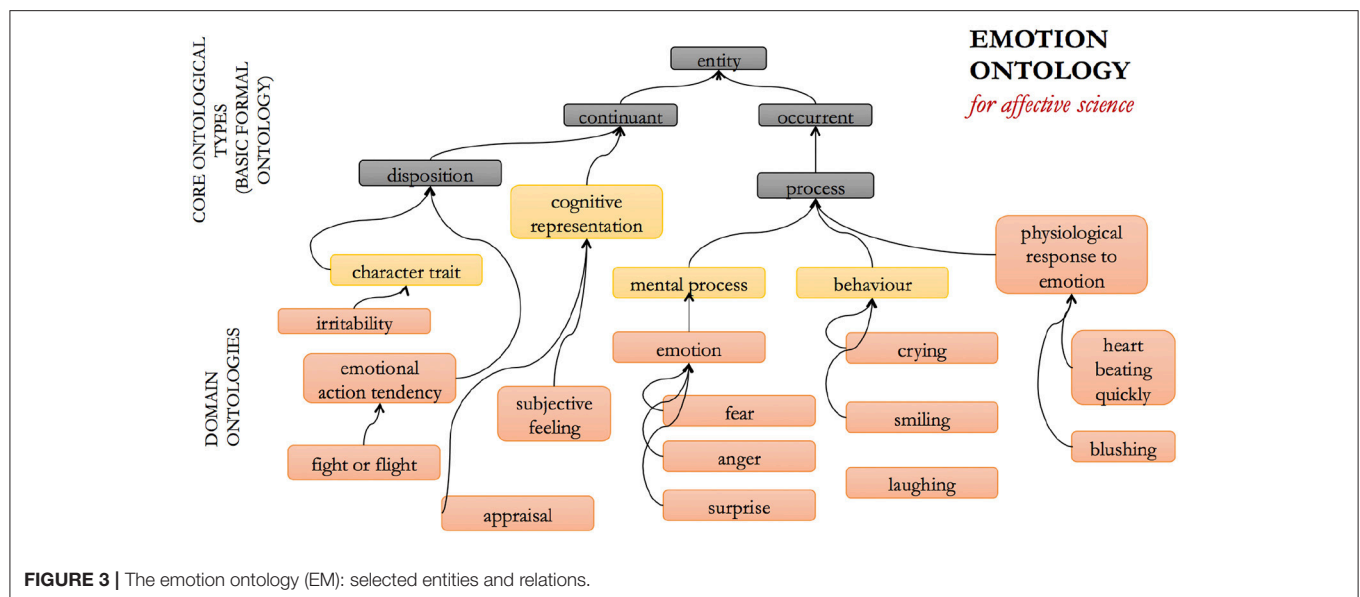 EMOTION
ONTOLOGY
for affective science
CORE ONTOLOGICAL
TYPES
(BASIC FORMAL
ONTOLOGY)
entity
continuant
occurrent
disposition
process
cognitive
representation
physiological
response to
emotion
character trait
mental process
behaviour
irritability
DOMAIN
ONTOLOGIES
emotion
crying
heart
beating
quickly
emotional
action tendency
subjective
feeling
fear
smiling
fight or flight
anger
blushing
laughing
appraisal
surprise
FIGURE 3 | The emotion ontology (EM): selected entities and relations.